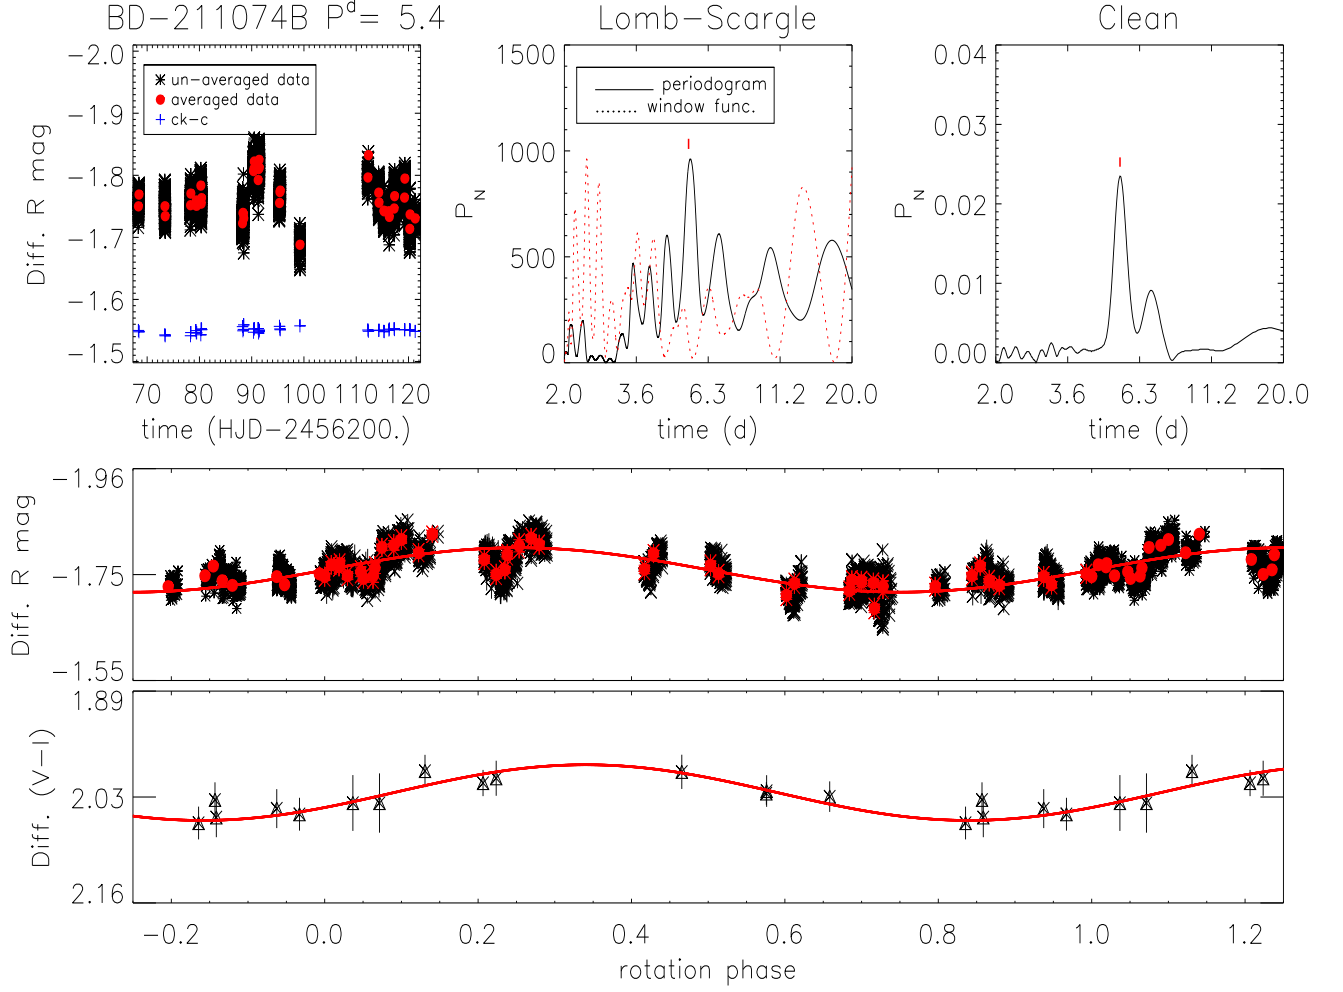 BD−211074B P^d= 5.4
Lomb−Scargle
Clean
−2.0
−1.9
−1.8
−1.7
−1.6
−1.5
Diff. R mag
un−averaged data
averaged data
ck−c
70 80 90 100 110 120
time (HJD−2456200.)
1500
1000
500
0
P_N
periodogram
window func.
2.0 3.6 6.3 11.2 20.0
time (d)
0.04
0.03
0.02
0.01
0.00
P_N
2.0 3.6 6.3 11.2 20.0
time (d)
−1.96
−1.75
−1.55
Diff. R mag
1.89
2.03
2.16
Diff. (V−I)
−0.2 0.0 0.2 0.4 0.6 0.8 1.0 1.2
rotation phase